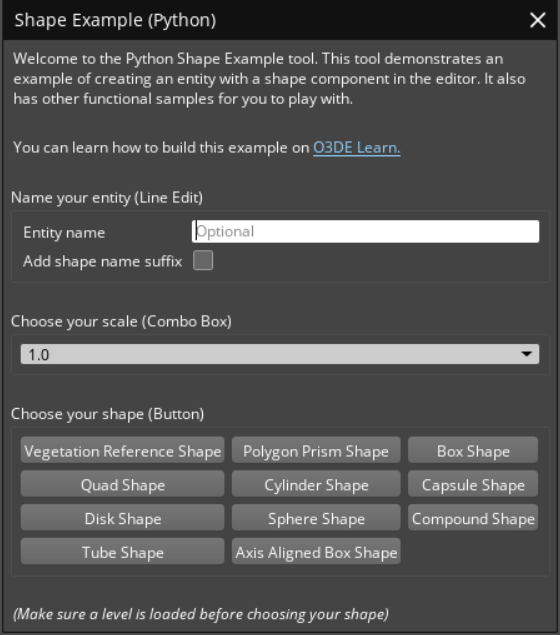 Shape Example (Python)
Welcome to the Python Shape Example tool. This tool demonstrates an
example of creating an entity with a shape component in the editor. It also
has other functional samples for you to play with.
You can learn how to build this example on O3DE Learn.
Name your entity (Line Edit)
Entity name Optional
Add shape name suffix
Choose your scale (Combo Box)
1.0
Choose your shape (Button)
Vegetation Reference Shape Polygon Prism Shape Box Shape
Quad Shape Cylinder Shape Capsule Shape
Disk Shape Sphere Shape Compound Shape
Tube Shape Axis Aligned Box Shape
(Make sure a level is loaded before choosing your shape)